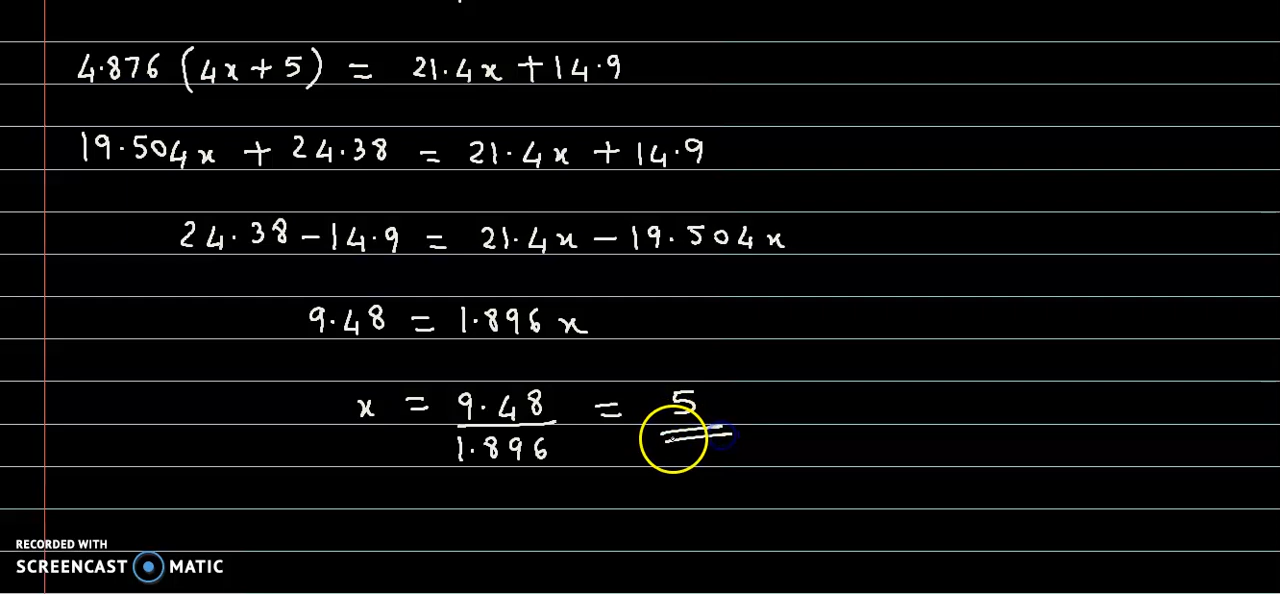 4.876 (4x + 5) = 21.4x + 14.9
19.504x + 24.38 = 21.4x + 14.9
24.38 - 14.9 = 21.4x - 19.504x
9.48 = 1.896x
x = 9.48 = 5
1.896
RECORDED WITH
SCREENCAST MATIC